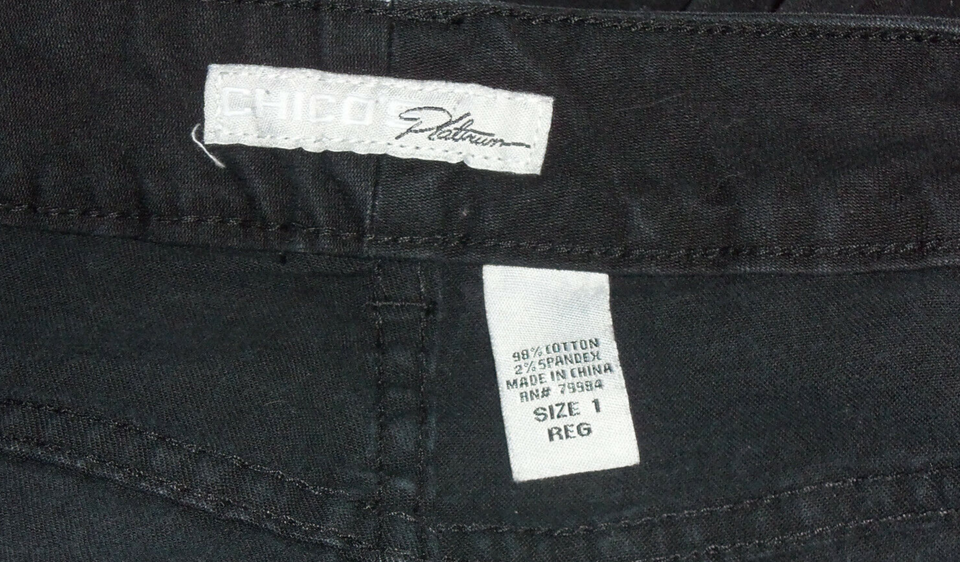 CHICO'S Platinum
98% COTTON
2% SPANDEX
MADE IN CHINA
RN# 79984
SIZE 1
REG